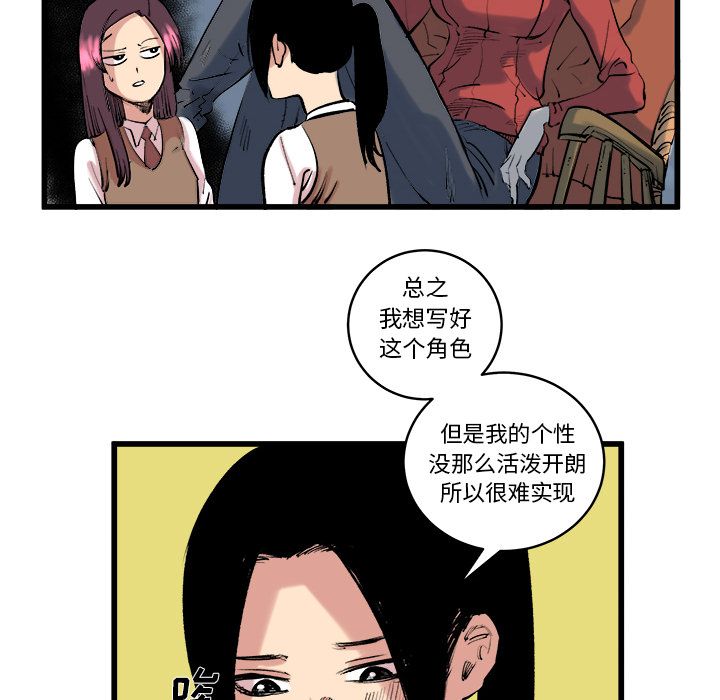 总之
我想写好
这个角色
但是我的个性
没那么活泼开朗
所以很难实现